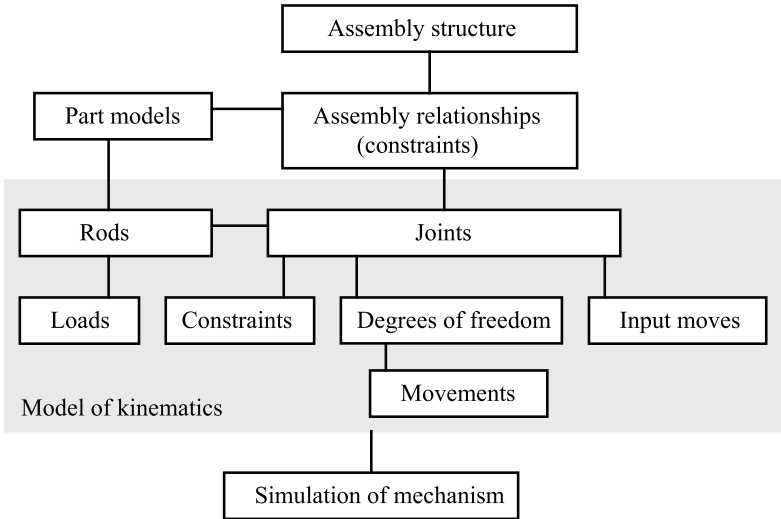 Assembly structure
Part models
Assembly relationships
(constraints)
Rods
Joints
Loads
Constraints
Degrees of freedom
Input moves
Movements
Model of kinematics
Simulation of mechanism